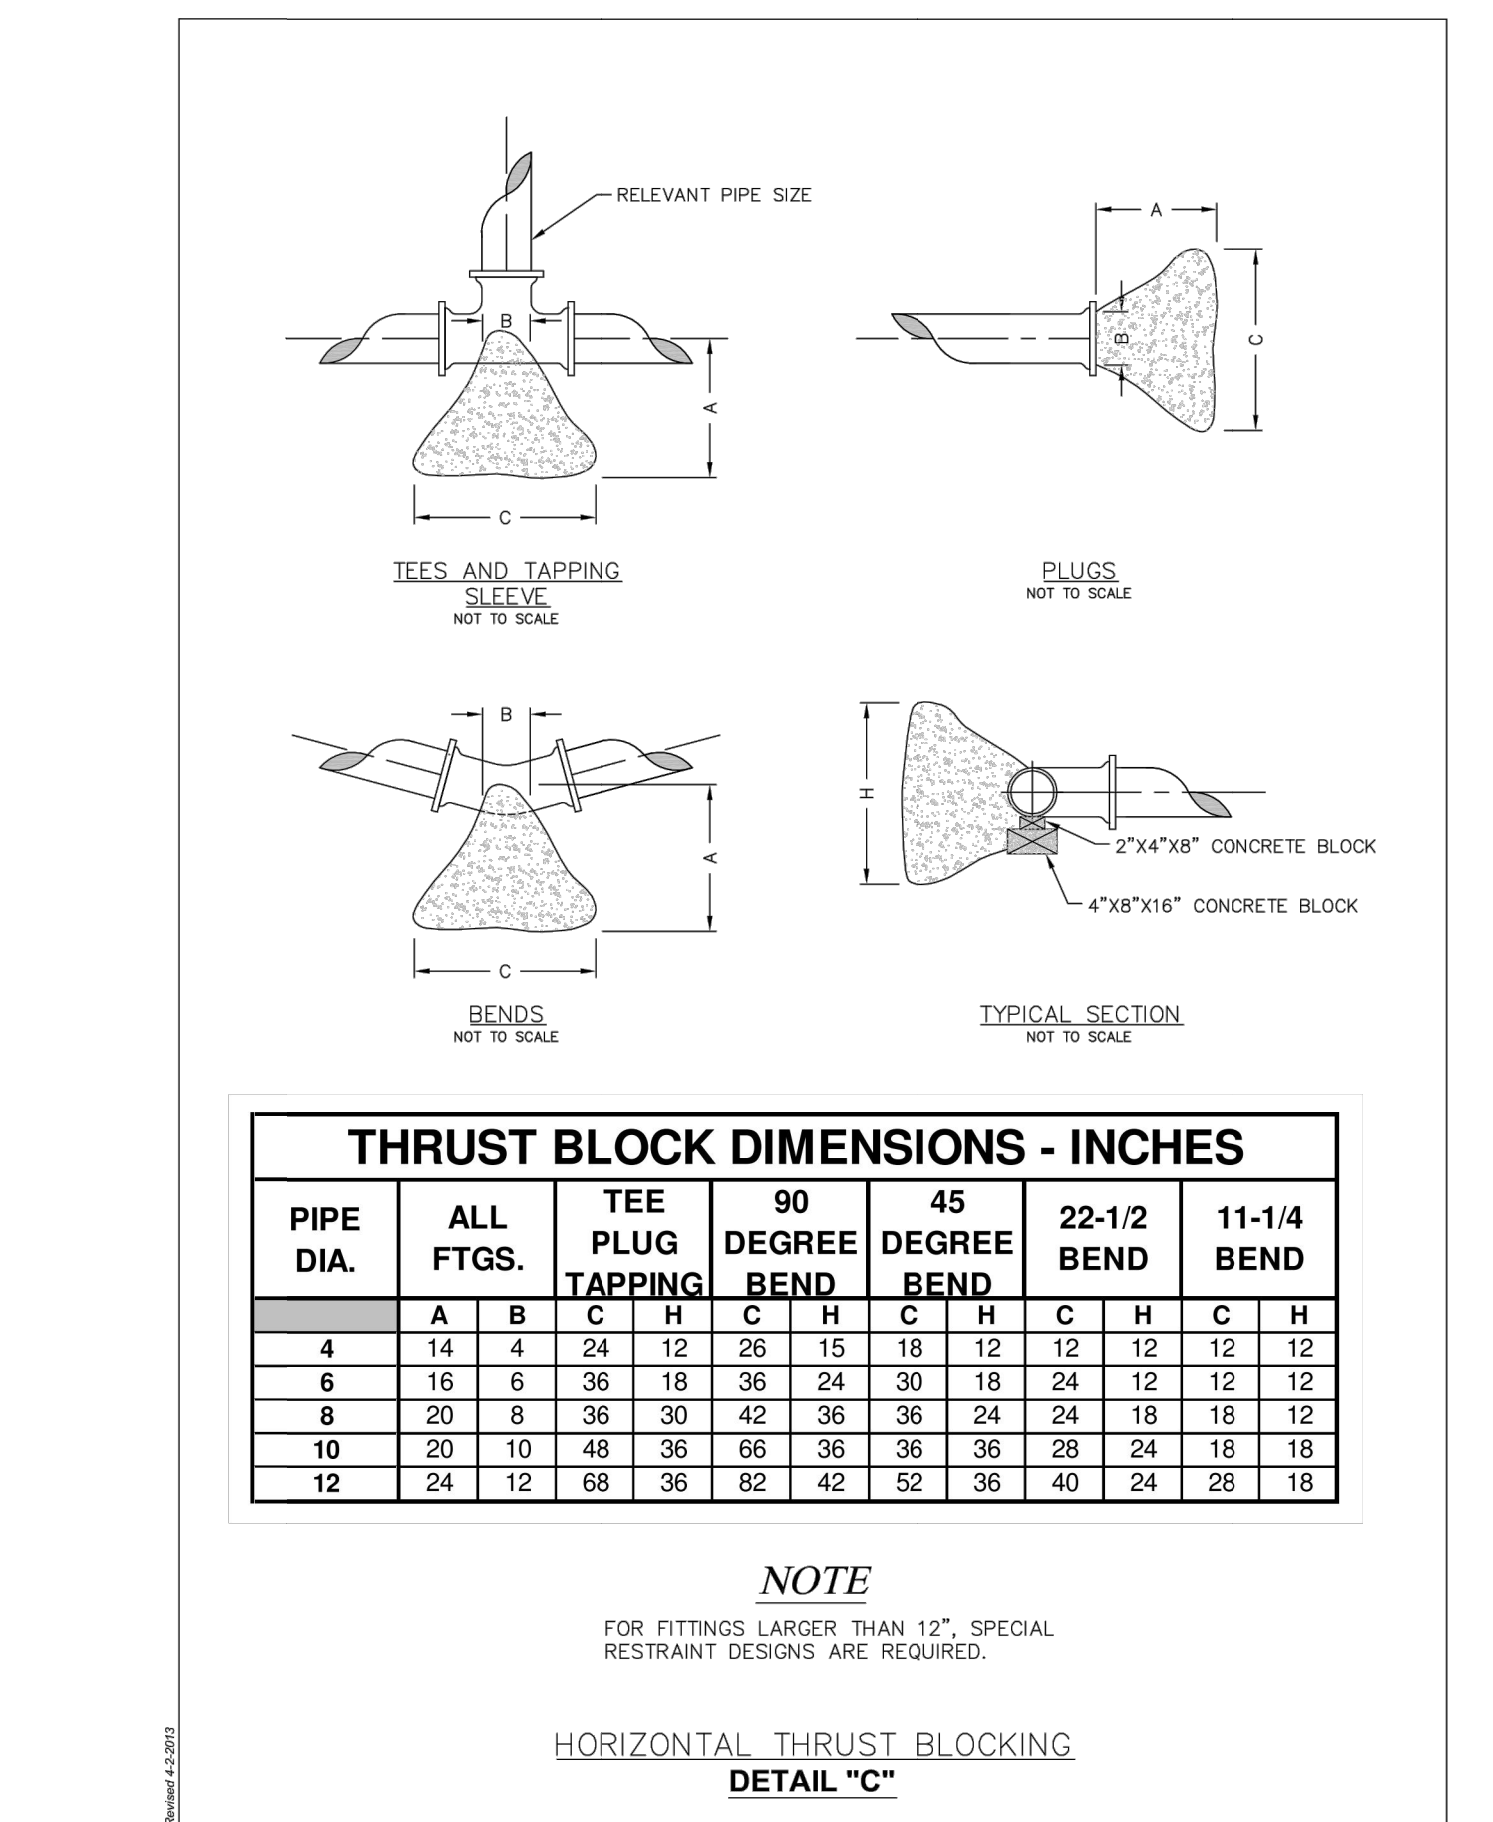 RELEVANT PIPE SIZE
B
A
C
TEES AND TAPPING
SLEEVE
NOT TO SCALE
A
B
C
PLUGS
NOT TO SCALE
B
A
C
BENDS
NOT TO SCALE
H
2”X4”X8” CONCRETE BLOCK
4”X8”X16” CONCRETE BLOCK
TYPICAL SECTION
NOT TO SCALE
THRUST BLOCK DIMENSIONS - INCHES
PIPE DIA. ALL FTGS. TEE PLUG TAPPING 90 DEGREE BEND 45 DEGREE BEND 22-1/2 BEND 11-1/4 BEND
A B C H C H C H C H C H
4 14 4 24 12 26 15 18 12 12 12 12 12
6 16 6 36 18 36 24 30 18 24 12 12 12
8 20 8 36 30 42 36 36 24 24 18 18 12
10 20 10 48 36 66 36 36 36 28 24 18 18
12 24 12 68 36 82 42 52 36 40 24 28 18
NOTE
FOR FITTINGS LARGER THAN 12”, SPECIAL
RESTRAINT DESIGNS ARE REQUIRED.
HORIZONTAL THRUST BLOCKING
DETAIL "C"
Revised 4-2-2013